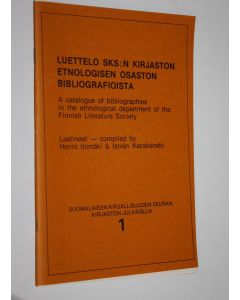 LUETTELO SKS:N KIRJASTON
ETNOLOGISEN OSASTON
BIBLIOGRAFIOISTA
A catalogue of bibliographies
in the ethnological department of the
Finnish Literature Society
Laatineet — compiled by
Henni Ilomäki & István Kecskeméti
SUOMALAISEN KIRJALLISUUDEN SEURAN
KIRJASTON JULKAISUJA
1